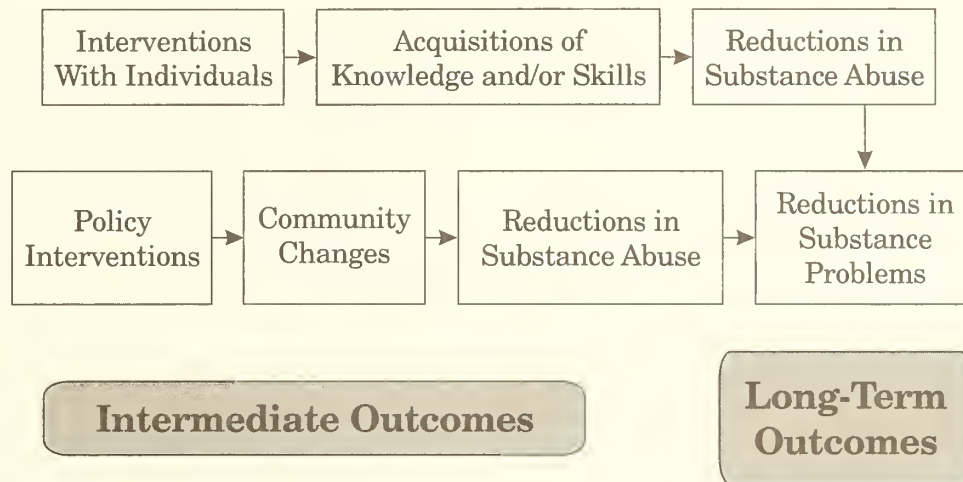 Interventions
With Individuals
Acquisitions of
Knowledge and/or Skills
Reductions in
Substance Abuse
Policy
Interventions
Community
Changes
Reductions in
Substance Abuse
Reductions in
Substance
Problems
Intermediate Outcomes
Long-Term
Outcomes